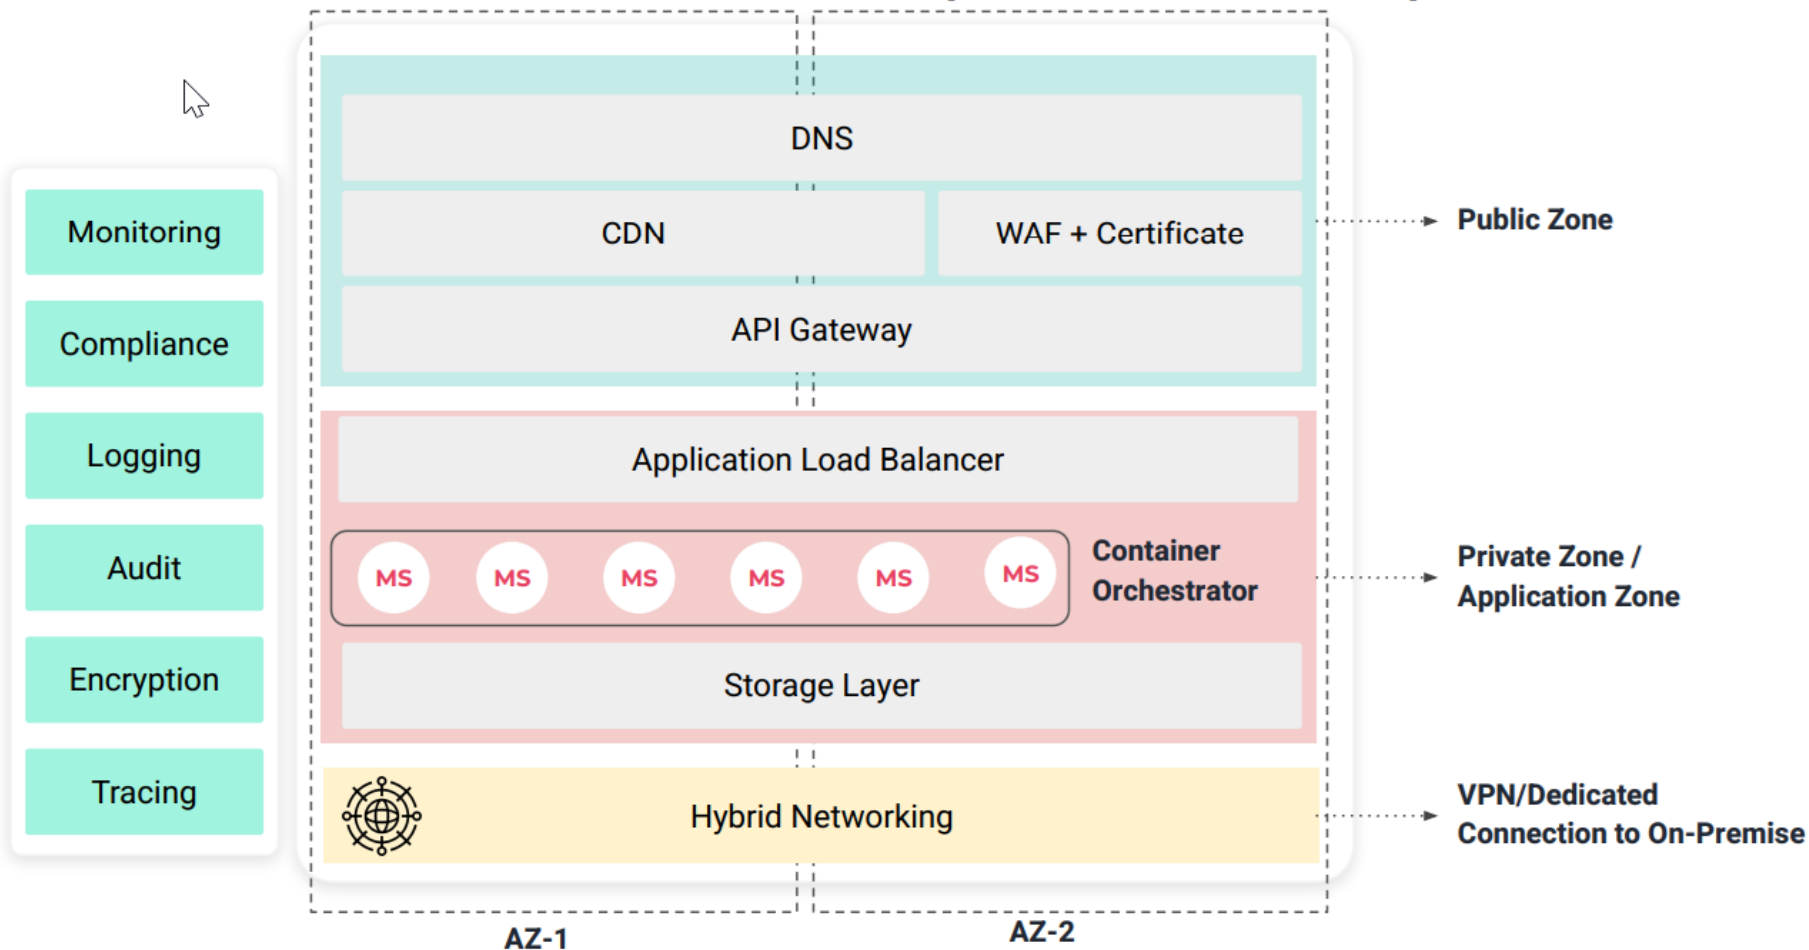 DNS
CDN
WAF + Certificate
API Gateway
Public Zone
Monitoring
Compliance
Logging
Audit
Encryption
Tracing
Application Load Balancer
MS
MS
MS
MS
MS
MS
Container
Orchestrator
Private Zone /
Application Zone
Storage Layer
Hybrid Networking
VPN/Dedicated
Connection to On-Premise
AZ-1
AZ-2